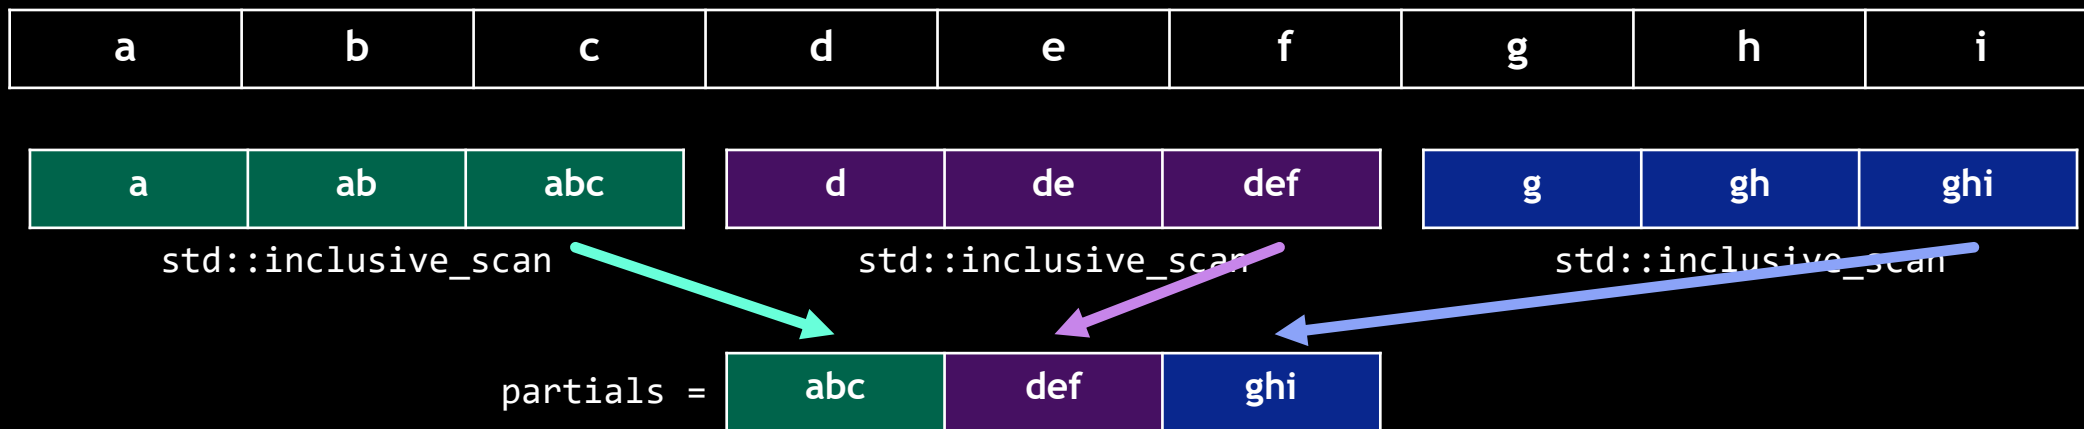 a b c d e f g h i
a ab abc d de def g gh ghi
std::inclusive_scan std::inclusive_scan std::inclusive_scan
partials = abc def ghi